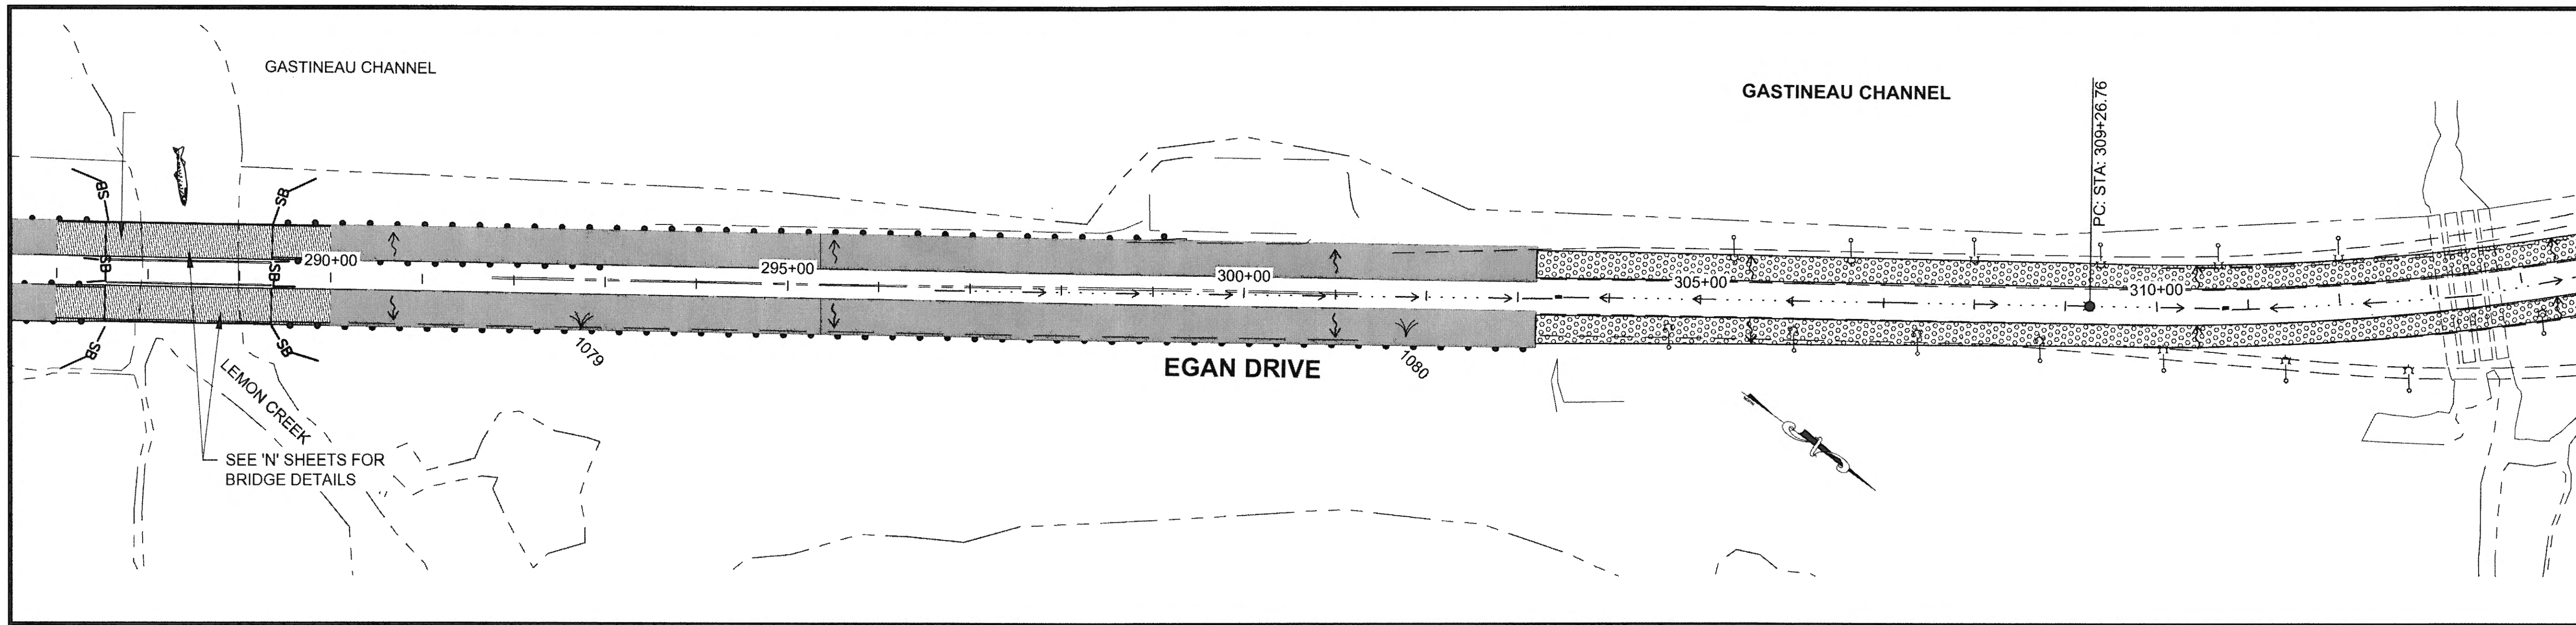 GASTINEAU CHANNEL
GASTINEAU CHANNEL
PC: STA: 309+26.76
SB
SB
SB
SB
290+00
295+00
300+00
305+00
310+00
SB
SB
1079
1080
EGAN DRIVE
LEMON CREEK
SEE 'N' SHEETS FOR
BRIDGE DETAILS